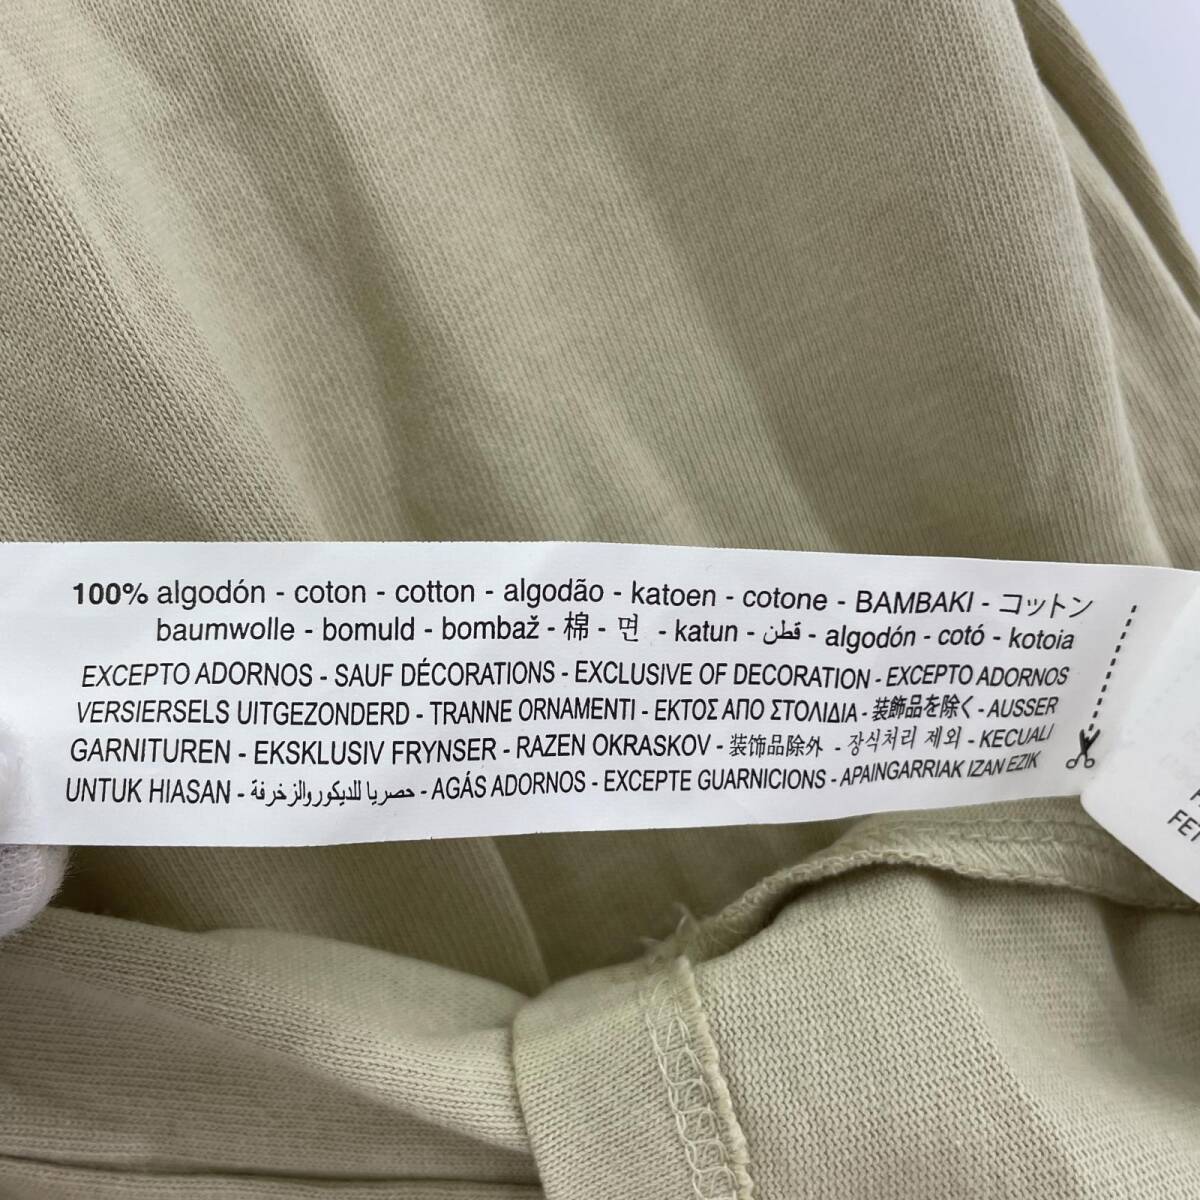 100% algodón - coton - cotton - algodão - katoen - cotone - BAMBAKI - コットン
baumwolle - bomuld - bombaž - 棉 - 면 - katun - قطن - algodón - cotó - kotoia
EXCEPTO ADORNOS - SAUF DÉCORATIONS - EXCLUSIVE OF DECORATION - EXCEPTO ADORNOS
VERSIERSELS UITGEZONDERD - TRANNE ORNAMENTI - ΕΚΤΟΣ ΑΠΟ ΣΤΟΛΙΔΙΑ - 装飾品を除く - AUSSER
GARNITUREN - EKSKLUSIV FRYNSER - RAZEN OKRASKOV - 装饰品除外 - 장식처리 제외 - KECUALI
UNTUK HIASAN - حصريا للديكور والزخرفة - AGÁS ADORNOS - EXCEPTE GUARNICIONS - APAINGARRIAK IZAN EZIK